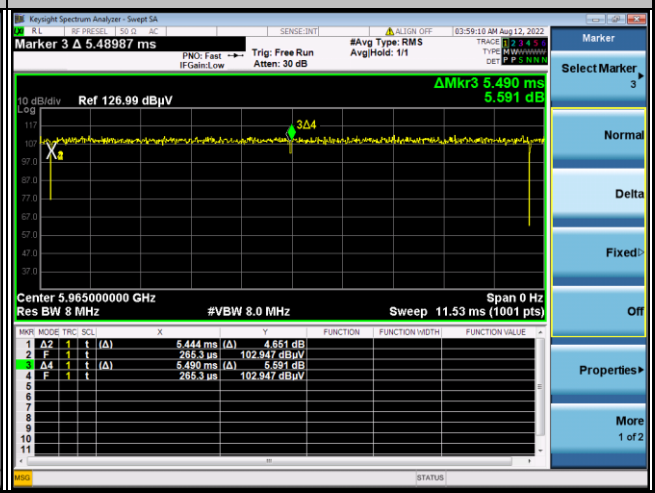 Keysight Spectrum Analyzer - Swept SA
RL RF PRESEL 50 Ω AC SENSE:INT ALIGN OFF 03:59:10 AM Aug 12, 2022
Marker 3 Δ 5.48987 ms
PNO: Fast
IFGain:Low
Trig: Free Run
Atten: 30 dB
#Avg Type: RMS
Avg|Hold: 1/1
TRACE 1 2 3 4 5 6
TYPE MWWWWW
DET P P S N N N
ΔMkr3 5.490 ms
5.591 dB
10 dB/div Ref 126.99 dBµV
Log
117
107
97.0
87.0
77.0
67.0
57.0
47.0
37.0
3Δ4
Center 5.965000000 GHz Span 0 Hz
Res BW 8 MHz #VBW 8.0 MHz Sweep 11.53 ms (1001 pts)
MKR MODE TRC SCL X Y FUNCTION FUNCTION WIDTH FUNCTION VALUE
1 Δ2 1 t (Δ) 5.444 ms (Δ) 4.651 dB
2 F 1 t 265.3 µs 102.947 dBµV
3 Δ4 1 t (Δ) 5.490 ms (Δ) 5.591 dB
4 F 1 t 265.3 µs 102.947 dBµV
5
6
7
8
9
10
11
MSG STATUS
Marker
Select Marker
3
Normal
Delta
Fixed
Off
Properties
More
1 of 2